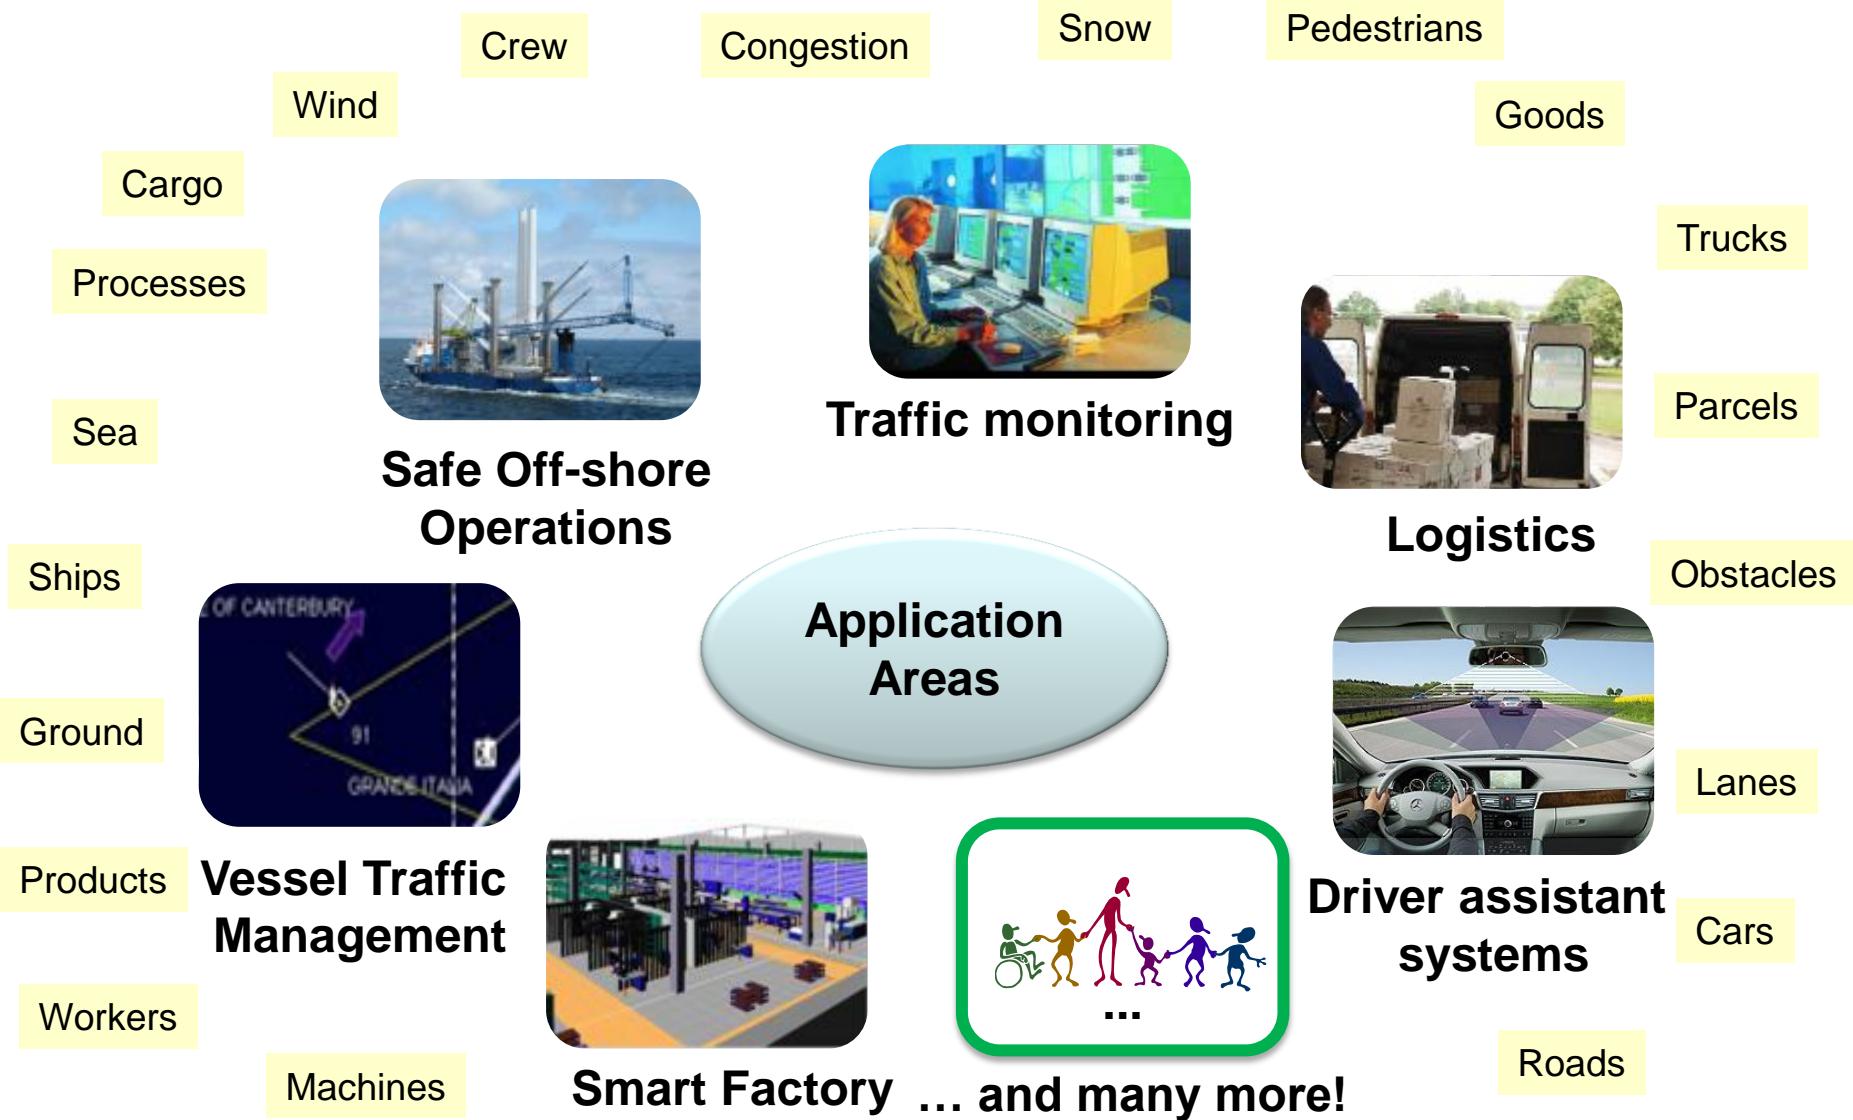 Crew
Congestion
Snow
Pedestrians
Wind
Goods
Cargo
Trucks
Processes
Sea
Parcels
Traffic monitoring
Safe Off-shore
Operations
Logistics
Ships
Obstacles
OF CANTERBURY
91
GRANDE ITALIA
Application
Areas
Ground
Lanes
Products
Vessel Traffic
Management
Driver assistant
systems
Cars
Workers
...
Roads
Machines
Smart Factory
... and many more!